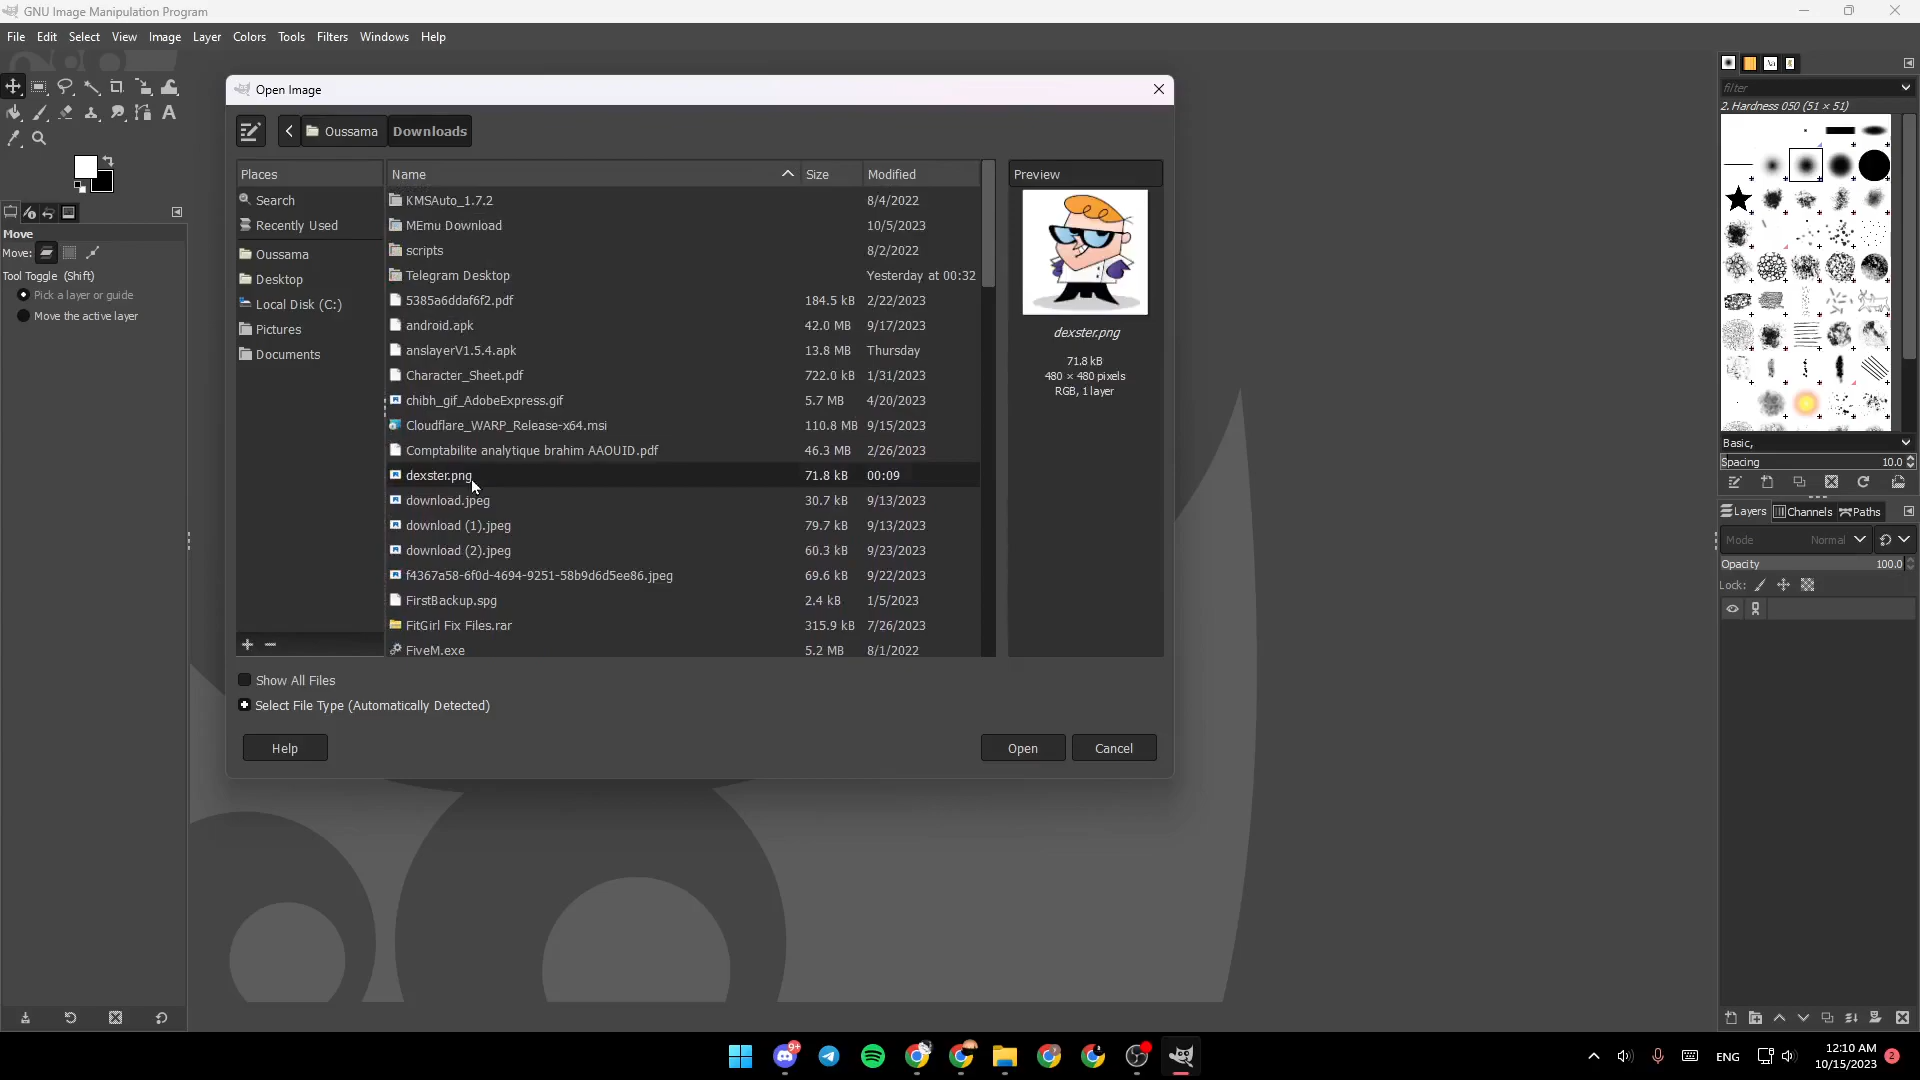 GNU Image Manipulation Program
File Edit Select View Image Layer Colors Tools Filters Windows Help
Open Image
Oussama Downloads
filter
2. Hardness 050 (51 × 51)
Move
Move:
Tool Toggle (Shift)
Pick a layer or guide
Move the active layer
Places
Search
Recently Used
Oussama
Desktop
Local Disk (C:)
Pictures
Documents
Name Size Modified
KMSAuto_1.7.2 8/4/2022
MEmu Download 10/5/2023
scripts 8/2/2022
Telegram Desktop Yesterday at 00:32
5385a6ddaf6f2.pdf 184.5 kB 2/22/2023
android.apk 42.0 MB 9/17/2023
anslayerV1.5.4.apk 13.8 MB Thursday
Character_Sheet.pdf 722.0 kB 1/31/2023
chibh_gif_AdobeExpress.gif 5.7 MB 4/20/2023
Cloudflare_WARP_Release-x64.msi 110.8 MB 9/15/2023
Comptabilite analytique brahim AAOUID.pdf 46.3 MB 2/26/2023
dexster.png 71.8 kB 00:09
download.jpeg 30.7 kB 9/13/2023
download (1).jpeg 79.7 kB 9/13/2023
download (2).jpeg 60.3 kB 9/23/2023
f4367a58-6f0d-4694-9251-58b9d6d5ee86.jpeg 69.6 kB 9/22/2023
FirstBackup.spg 2.4 kB 1/5/2023
FitGirl Fix Files.rar 315.9 kB 7/26/2023
FiveM.exe 5.2 MB 8/1/2022
Preview
dexster.png
71.8 kB
480 × 480 pixels
RGB, 1 layer
Show All Files
Select File Type (Automatically Detected)
Help Open Cancel
Basic,
Spacing 10.0
Layers Channels Paths
Mode Normal
Opacity 100.0
Lock:
9+
ENG
12:10 AM
10/15/2023
2